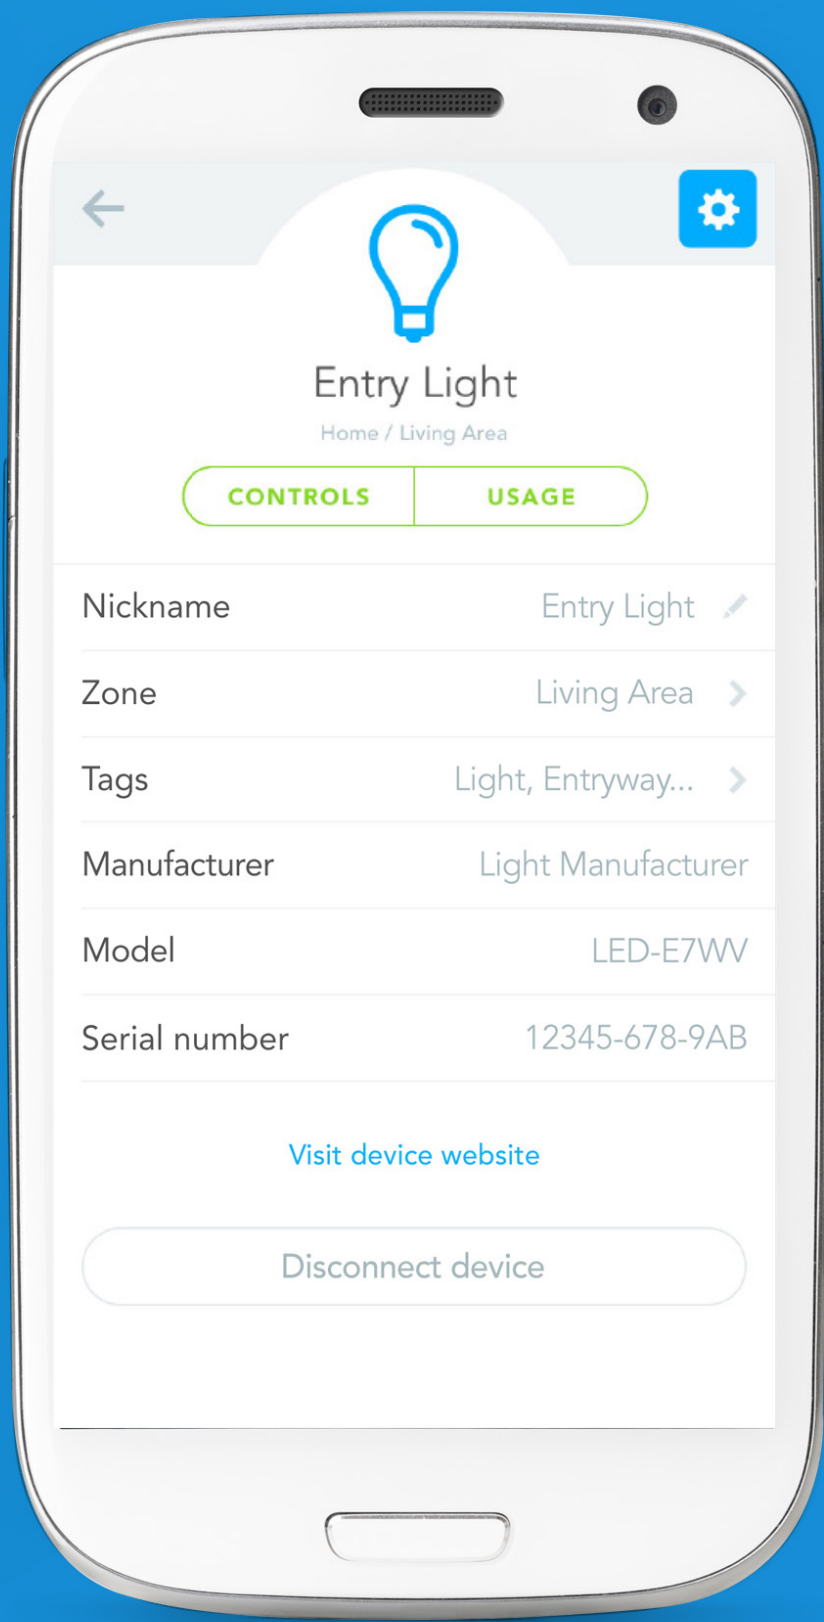 Entry Light
Home / Living Area
CONTROLS USAGE
Nickname Entry Light
Zone Living Area
Tags Light, Entryway...
Manufacturer Light Manufacturer
Model LED-E7WV
Serial number 12345-678-9AB
Visit device website
Disconnect device